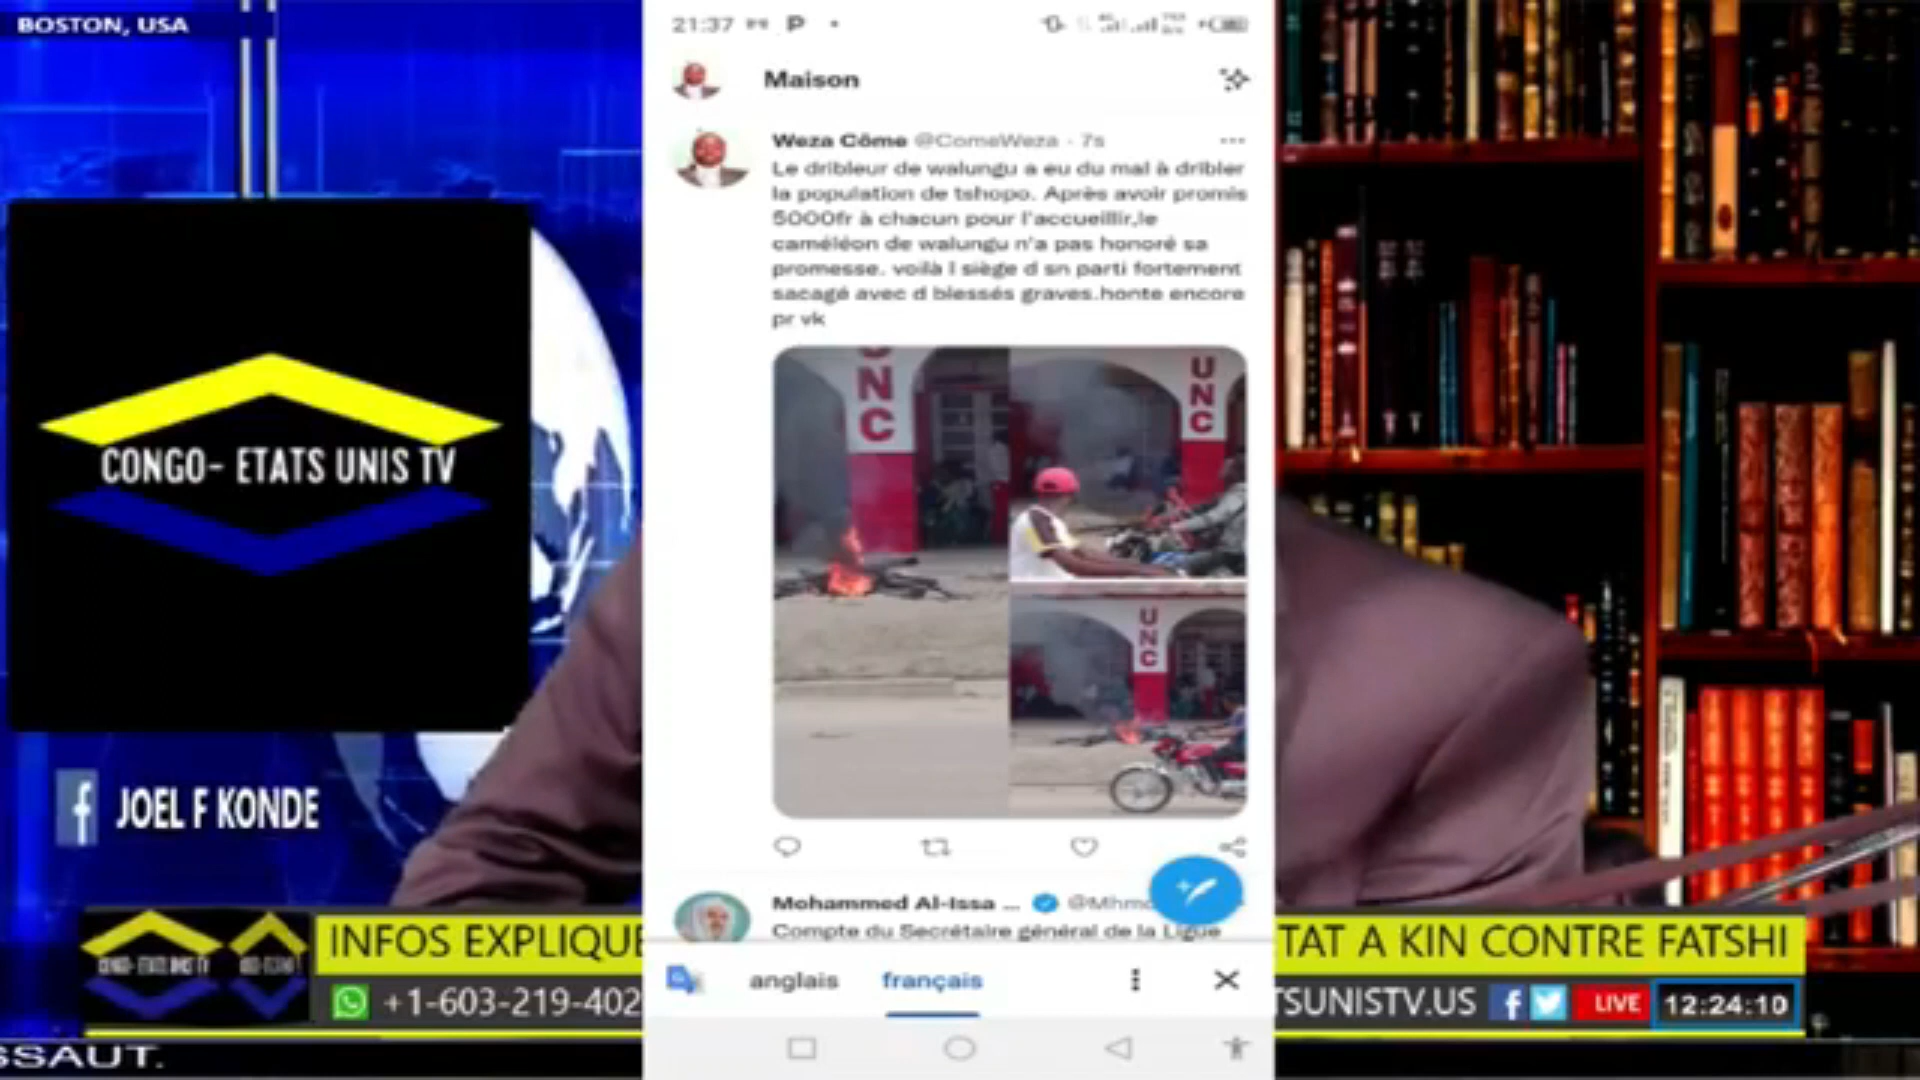 BOSTON, USA
21:37
Maison
Weza Côme @ComeWeza · 7s
Le dribleur de walungu a eu du mal à dribler
la population de tshopo. Après avoir promis
5000fr à chacun pour l'accueillir,le
caméléon de walungu n'a pas honoré sa
promesse. voilà l siège d sn parti fortement
sacagé avec d blessés graves.honte encore
pr vk
UNC
UNC
UNC
CONGO- ETATS UNIS TV
JOEL F KONDE
Mohammed Al-Issa ... @Mhmc
Compte du Secrétaire général de la Ligue
anglais français
INFOS EXPLIQUE
TAT A KIN CONTRE FATSHI
+1-603-219-402
TSUNISTV.US
LIVE
12:24:10
SSAUT.